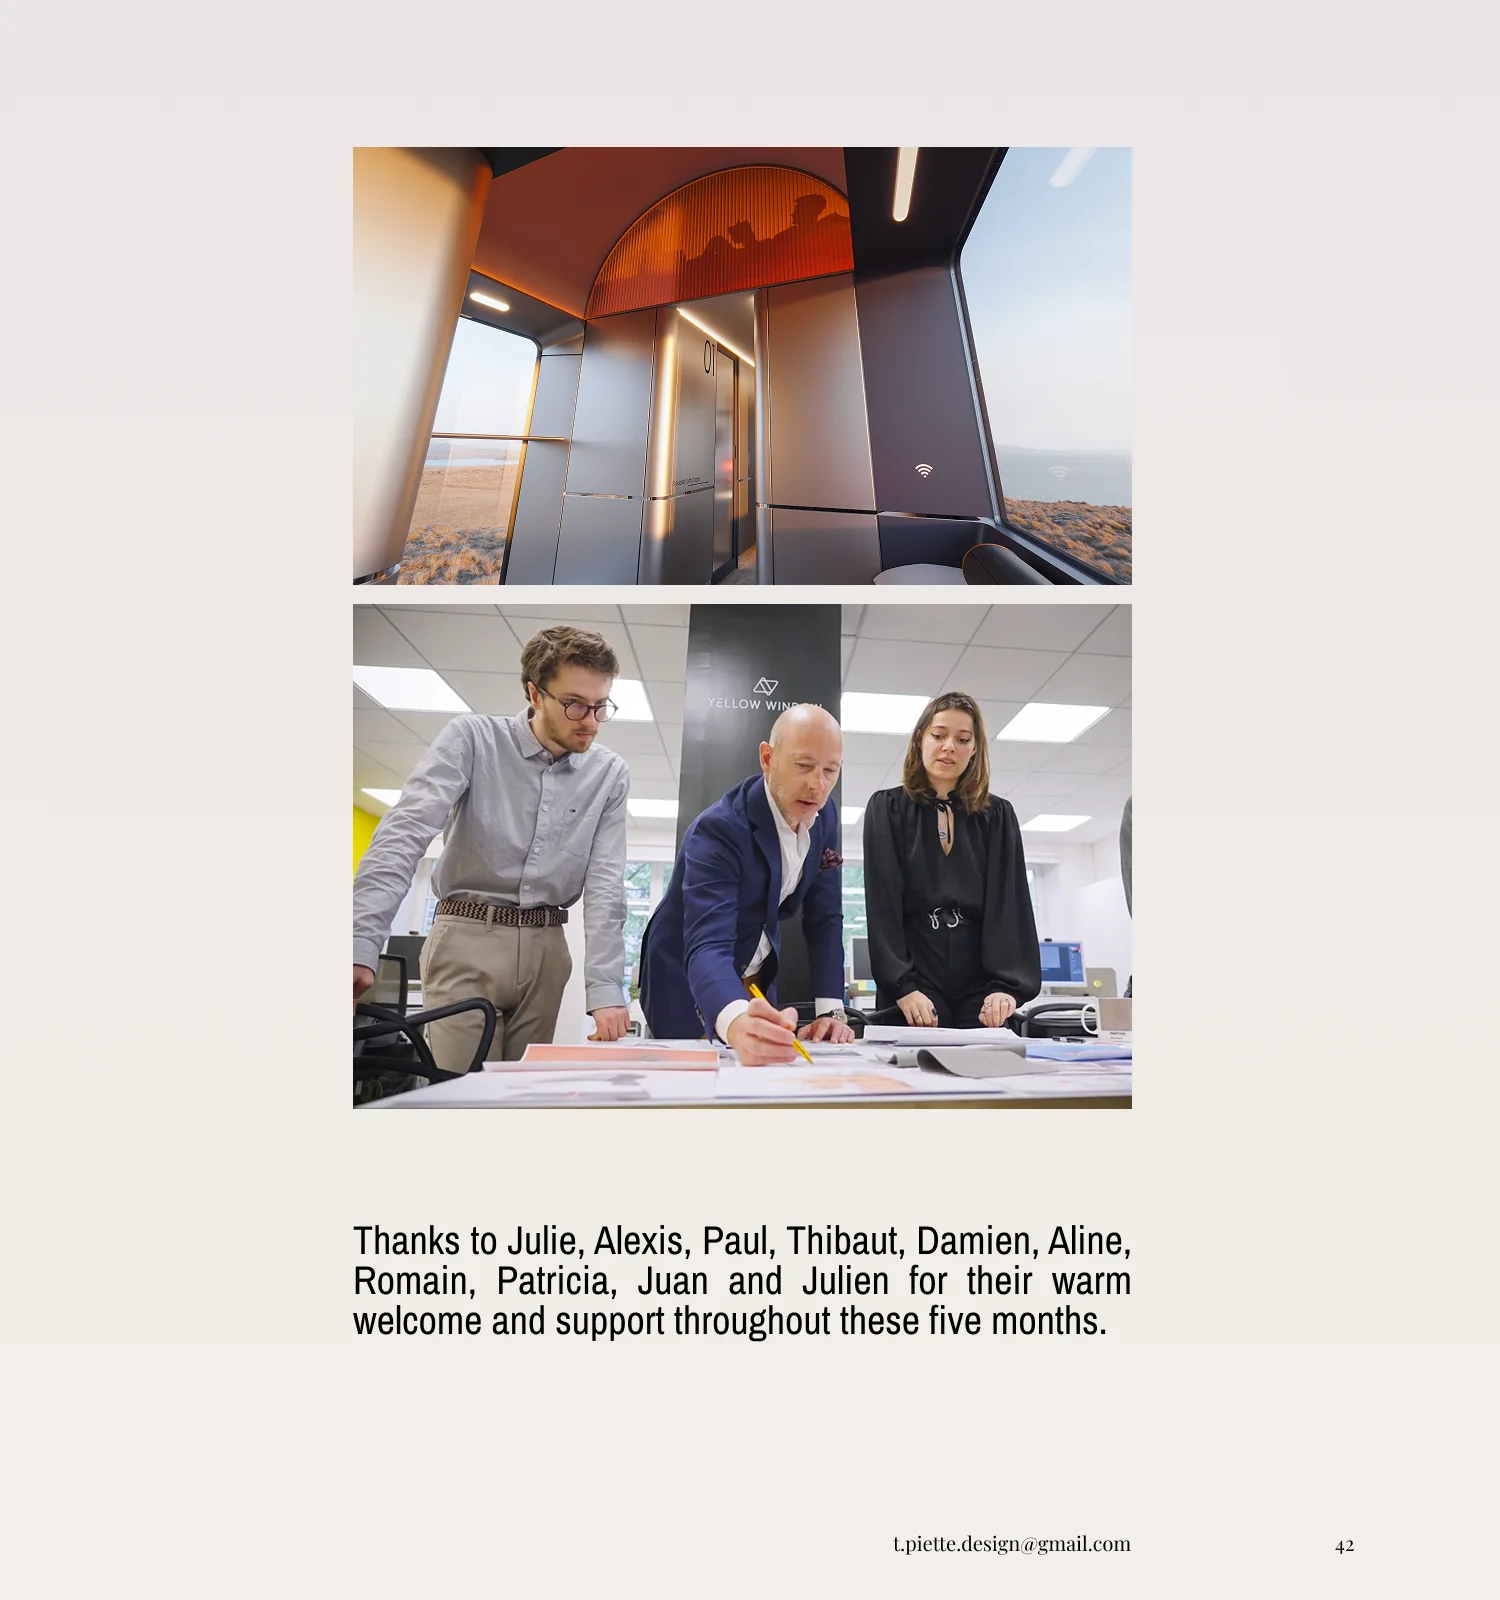 01
YELLOW WINDOW
Thanks to Julie, Alexis, Paul, Thibaut, Damien, Aline,
Romain, Patricia, Juan and Julien for their warm
welcome and support throughout these five months.
t.piette.design@gmail.com
42